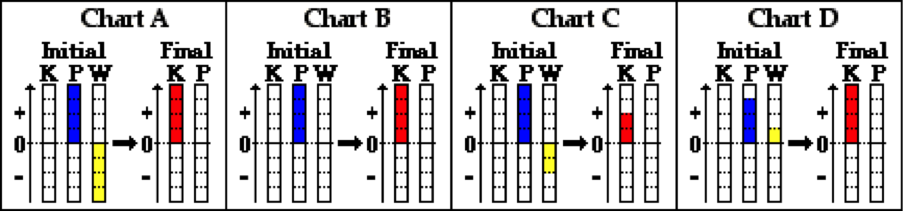 Chart A
Initial Final
K P W K P
+ +
0 0
- -
Chart B
Initial Final
K P W K P
+ +
0 0
- -
Chart C
Initial Final
K P W K P
+ +
0 0
- -
Chart D
Initial Final
K P W K P
+ +
0 0
- -